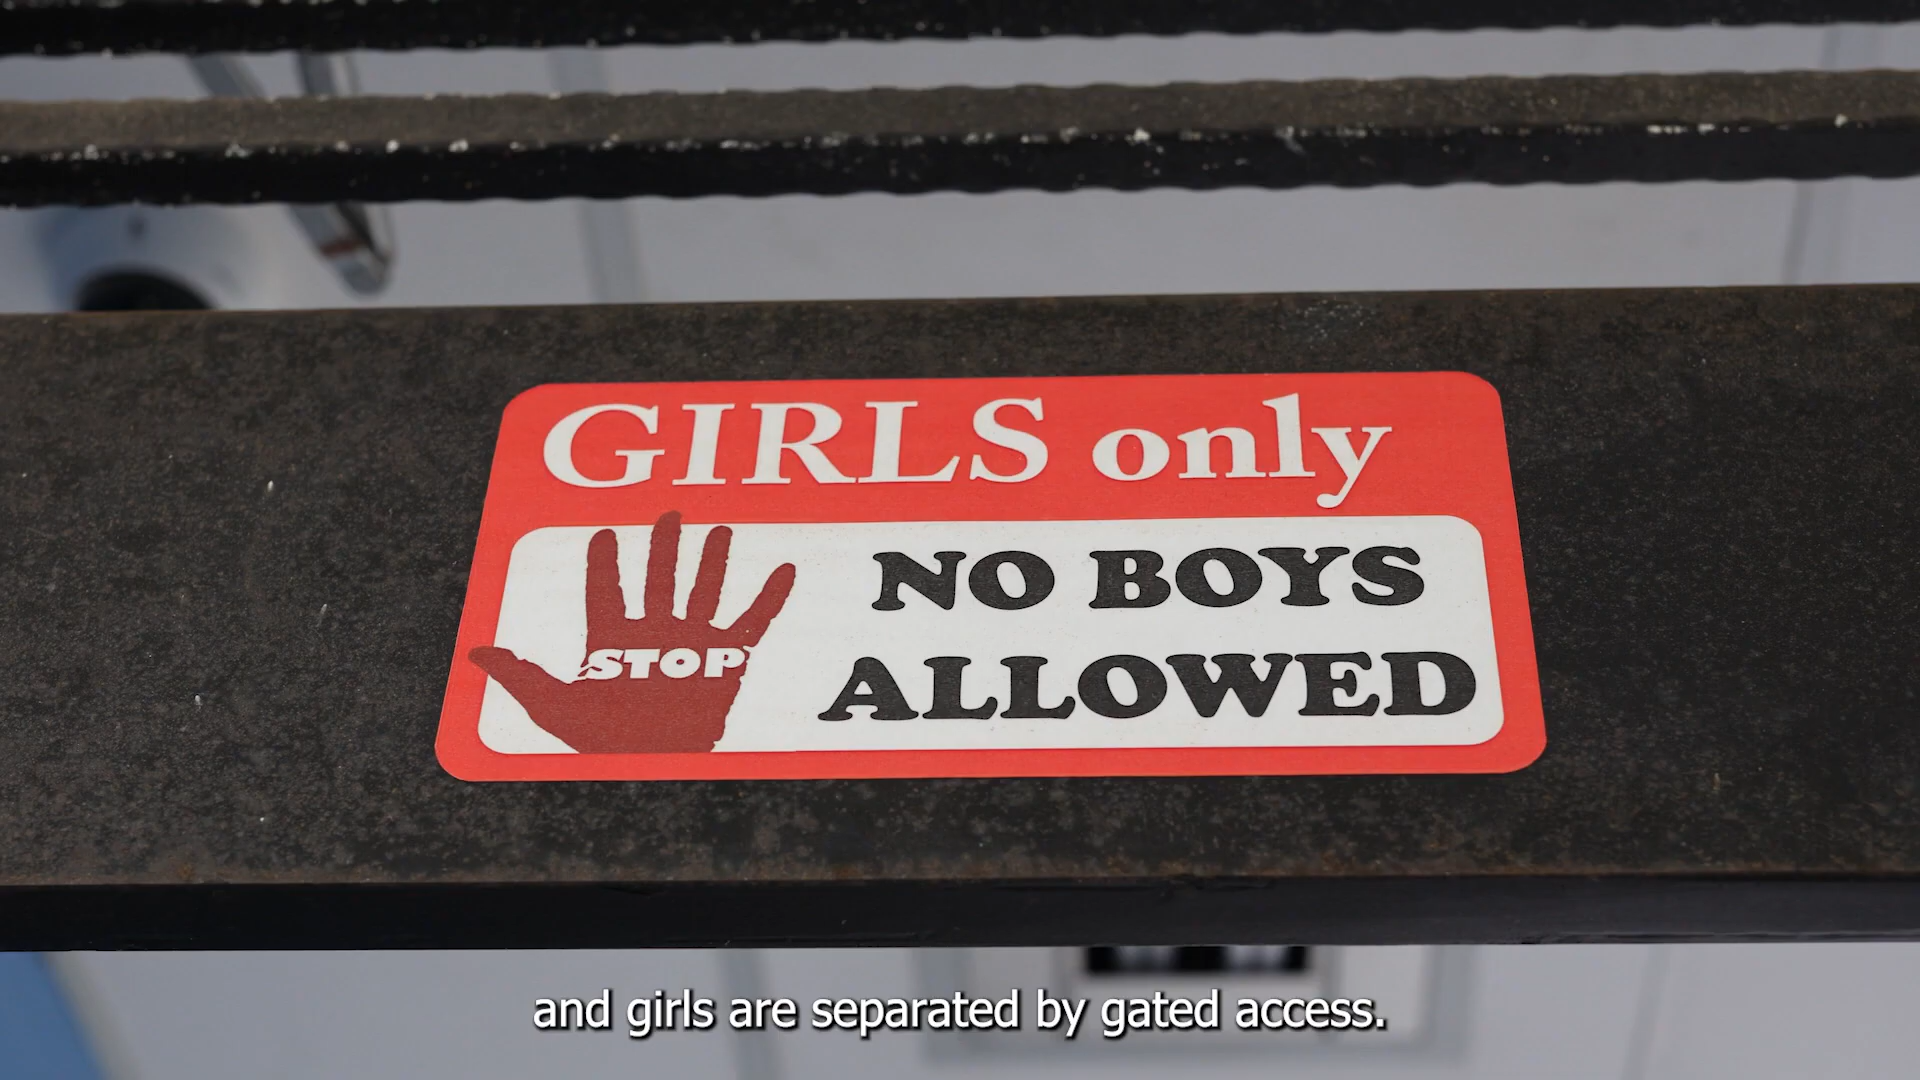 GIRLS only
STOP
NO BOYS
ALLOWED
and girls are separated by gated access.